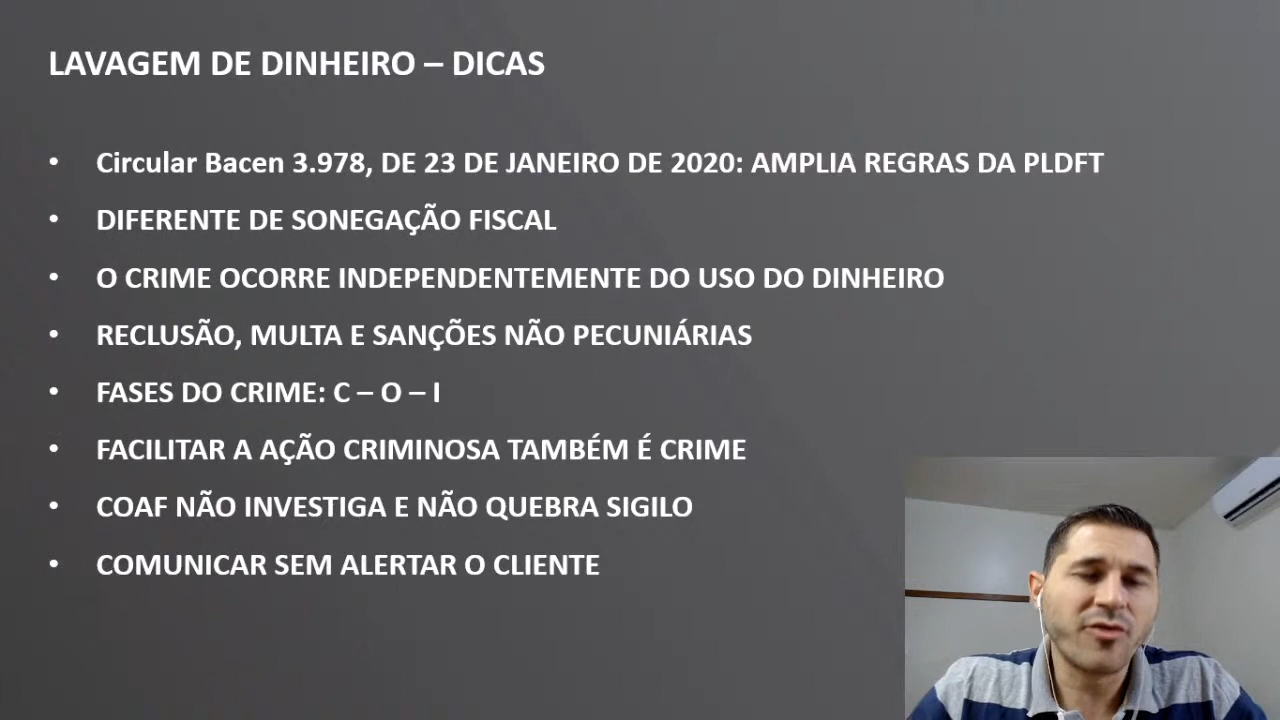 LAVAGEM DE DINHEIRO – DICAS
• Circular Bacen 3.978, DE 23 DE JANEIRO DE 2020: AMPLIA REGRAS DA PLDFT
• DIFERENTE DE SONEGAÇÃO FISCAL
• O CRIME OCORRE INDEPENDENTEMENTE DO USO DO DINHEIRO
• RECLUSÃO, MULTA E SANÇÕES NÃO PECUNIÁRIAS
• FASES DO CRIME: C – O – I
• FACILITAR A AÇÃO CRIMINOSA TAMBÉM É CRIME
• COAF NÃO INVESTIGA E NÃO QUEBRA SIGILO
• COMUNICAR SEM ALERTAR O CLIENTE